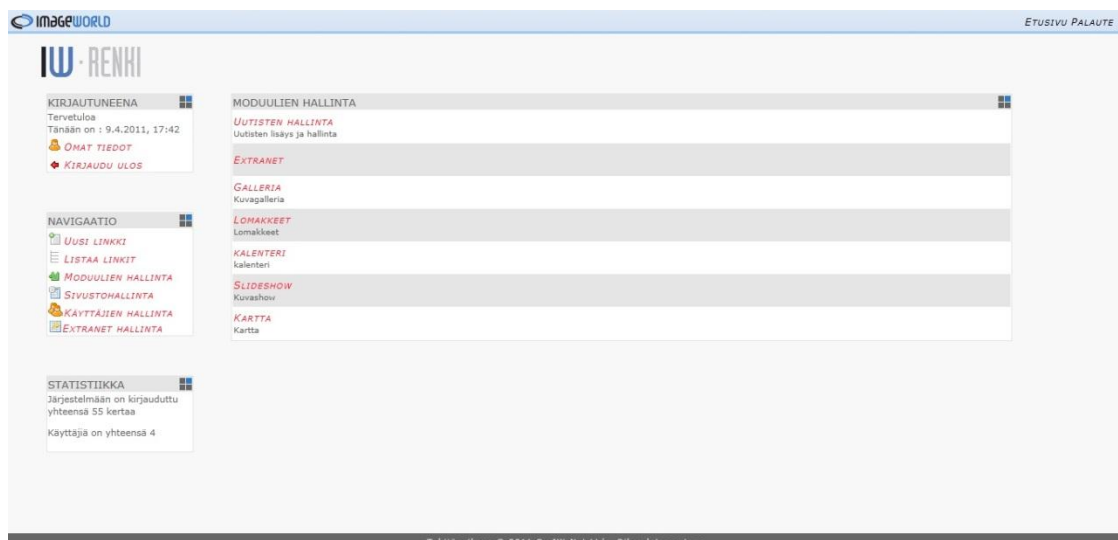 IMAGEWORLD
ETUSIVU PALAUTE
IW·RENKI
KIRJAUTUNEENA
Tervetuloa
Tänään on : 9.4.2011, 17:42
OMAT TIEDOT
KIRJAUDU ULOS
NAVIGAATIO
UUSI LINKKI
LISTAA LINKIT
MODUULIEN HALLINTA
SIVUSTOHALLINTA
KÄYTTÄJIEN HALLINTA
EXTRANET HALLINTA
STATISTIIKKA
Järjestelmään on kirjauduttu
yhteensä 55 kertaa
Käyttäjiä on yhteensä 4
MODUULIEN HALLINTA
UUTISTEN HALLINTA
Uutisten lisäys ja hallinta
EXTRANET
GALLERIA
Kuvagalleria
LOMAKKEET
Lomakkeet
KALENTERI
kalenteri
SLIDESHOW
Kuvashow
KARTTA
Kartta